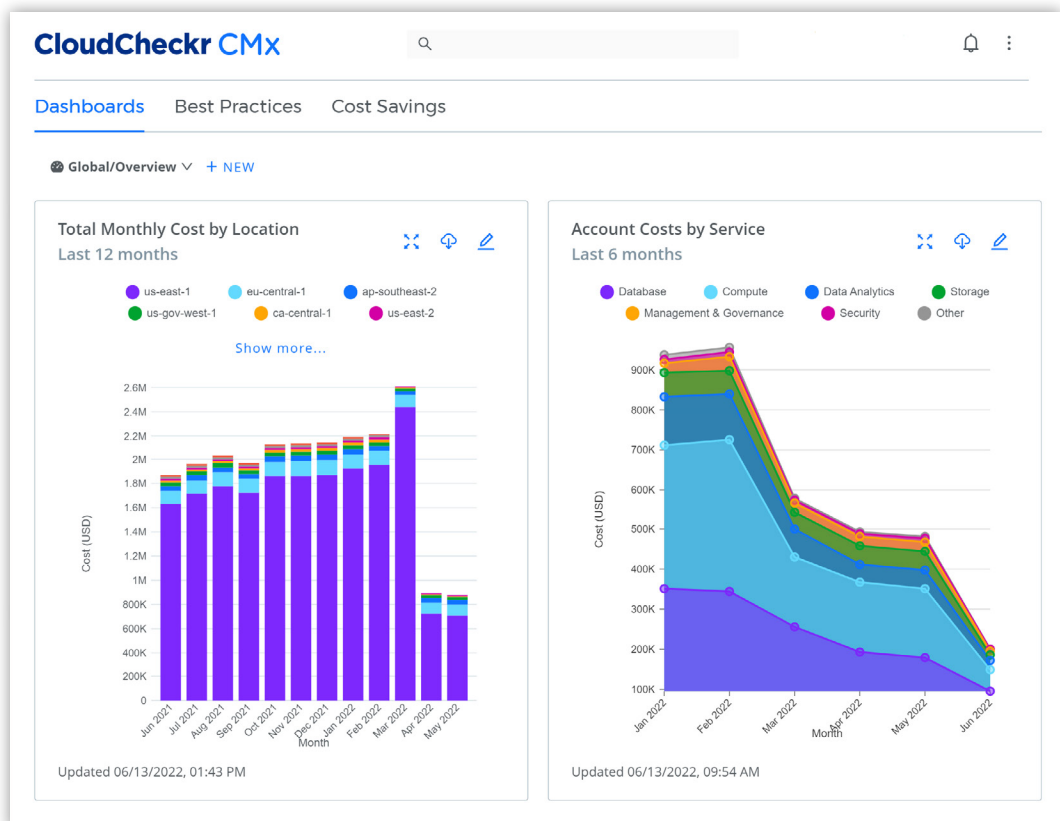 CloudCheckr CMx
Dashboards Best Practices Cost Savings
Global/Overview + NEW
Total Monthly Cost by Location
Last 12 months
us-east-1 eu-central-1 ap-southeast-2
us-gov-west-1 ca-central-1 us-east-2
Show more...
2.6M
2.4M
2.2M
2M
1.8M
1.6M
1.4M
1.2M
1M
800K
600K
400K
200K
0
Cost (USD)
Jun 2021 Jul 2021 Aug 2021 Sep 2021 Oct 2021 Nov 2021 Dec 2021 Jan 2022 Feb 2022 Mar 2022 Apr 2022 May 2022
Month
Updated 06/13/2022, 01:43 PM
Account Costs by Service
Last 6 months
Database Compute Data Analytics Storage
Management & Governance Security Other
900K
800K
700K
600K
500K
400K
300K
200K
100K
Cost (USD)
Jan 2022 Feb 2022 Mar 2022 Apr 2022 May 2022 Jun 2022
Month
Updated 06/13/2022, 09:54 AM